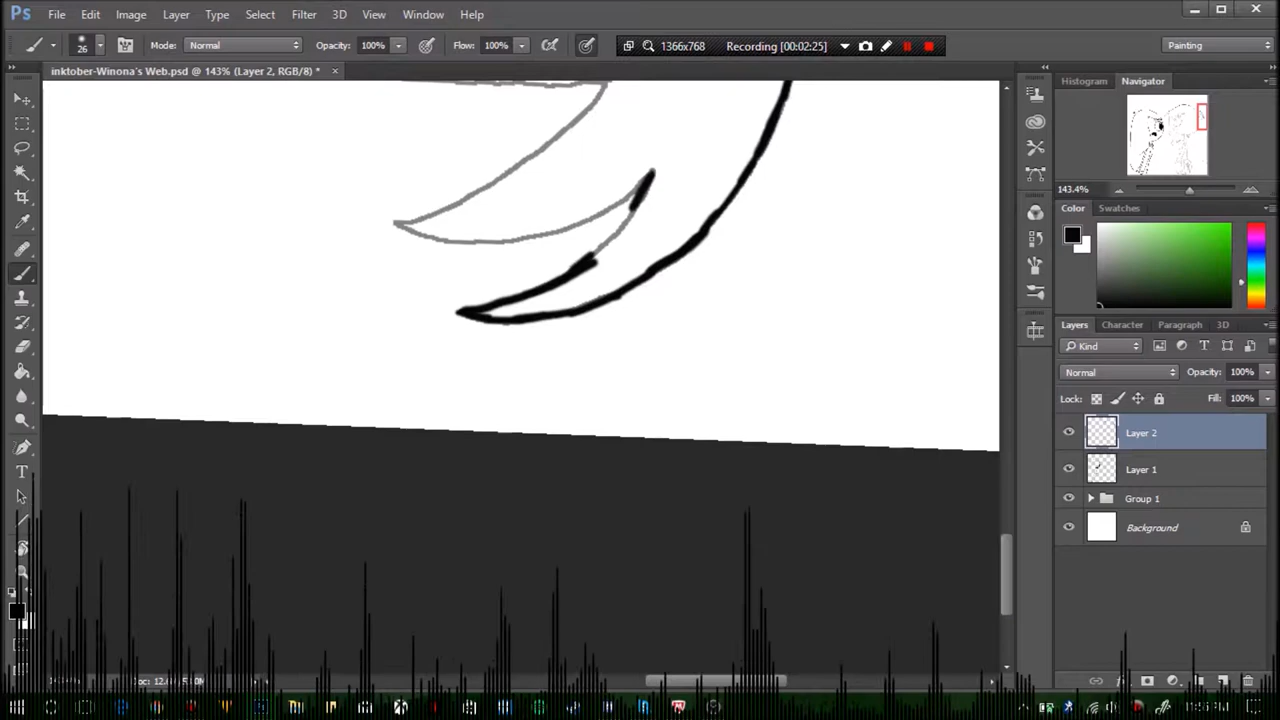 Ps File Edit Image Layer Type Select Filter 3D View Window Help
26 Mode: Normal Opacity: 100% Flow: 100% 1366x768 Recording [00:02:25] Painting
inktober-Winona's Web.psd @ 143% (Layer 2, RGB/8) * ×
Histogram Navigator
143.4%
Color Swatches
Layers Character Paragraph 3D
Kind
Normal Opacity: 100%
Lock: Fill: 100%
Layer 2
Layer 1
Group 1
Background